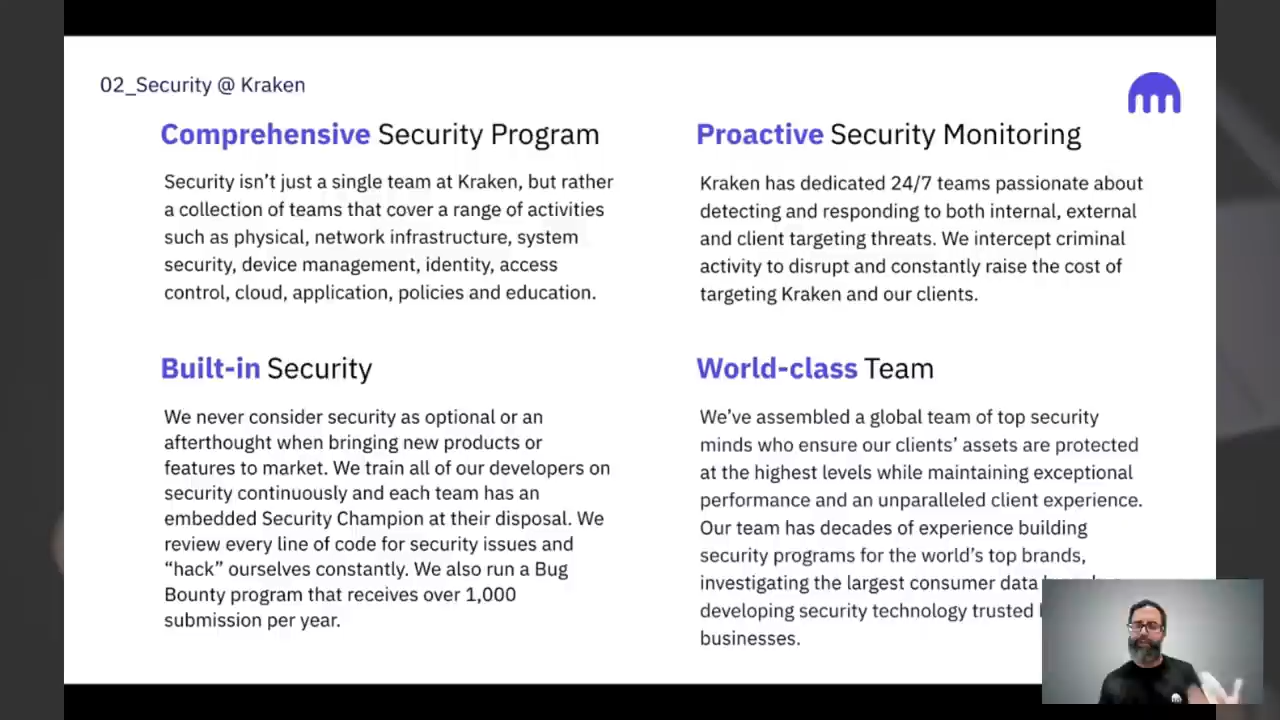 02_Security @ Kraken
Comprehensive Security Program
Security isn’t just a single team at Kraken, but rather
a collection of teams that cover a range of activities
such as physical, network infrastructure, system
security, device management, identity, access
control, cloud, application, policies and education.
Proactive Security Monitoring
Kraken has dedicated 24/7 teams passionate about
detecting and responding to both internal, external
and client targeting threats. We intercept criminal
activity to disrupt and constantly raise the cost of
targeting Kraken and our clients.
Built-in Security
We never consider security as optional or an
afterthought when bringing new products or
features to market. We train all of our developers on
security continuously and each team has an
embedded Security Champion at their disposal. We
review every line of code for security issues and
“hack” ourselves constantly. We also run a Bug
Bounty program that receives over 1,000
submission per year.
World-class Team
We’ve assembled a global team of top security
minds who ensure our clients’ assets are protected
at the highest levels while maintaining exceptional
performance and an unparalleled client experience.
Our team has decades of experience building
security programs for the world’s top brands,
investigating the largest consumer data
developing security technology trusted
businesses.